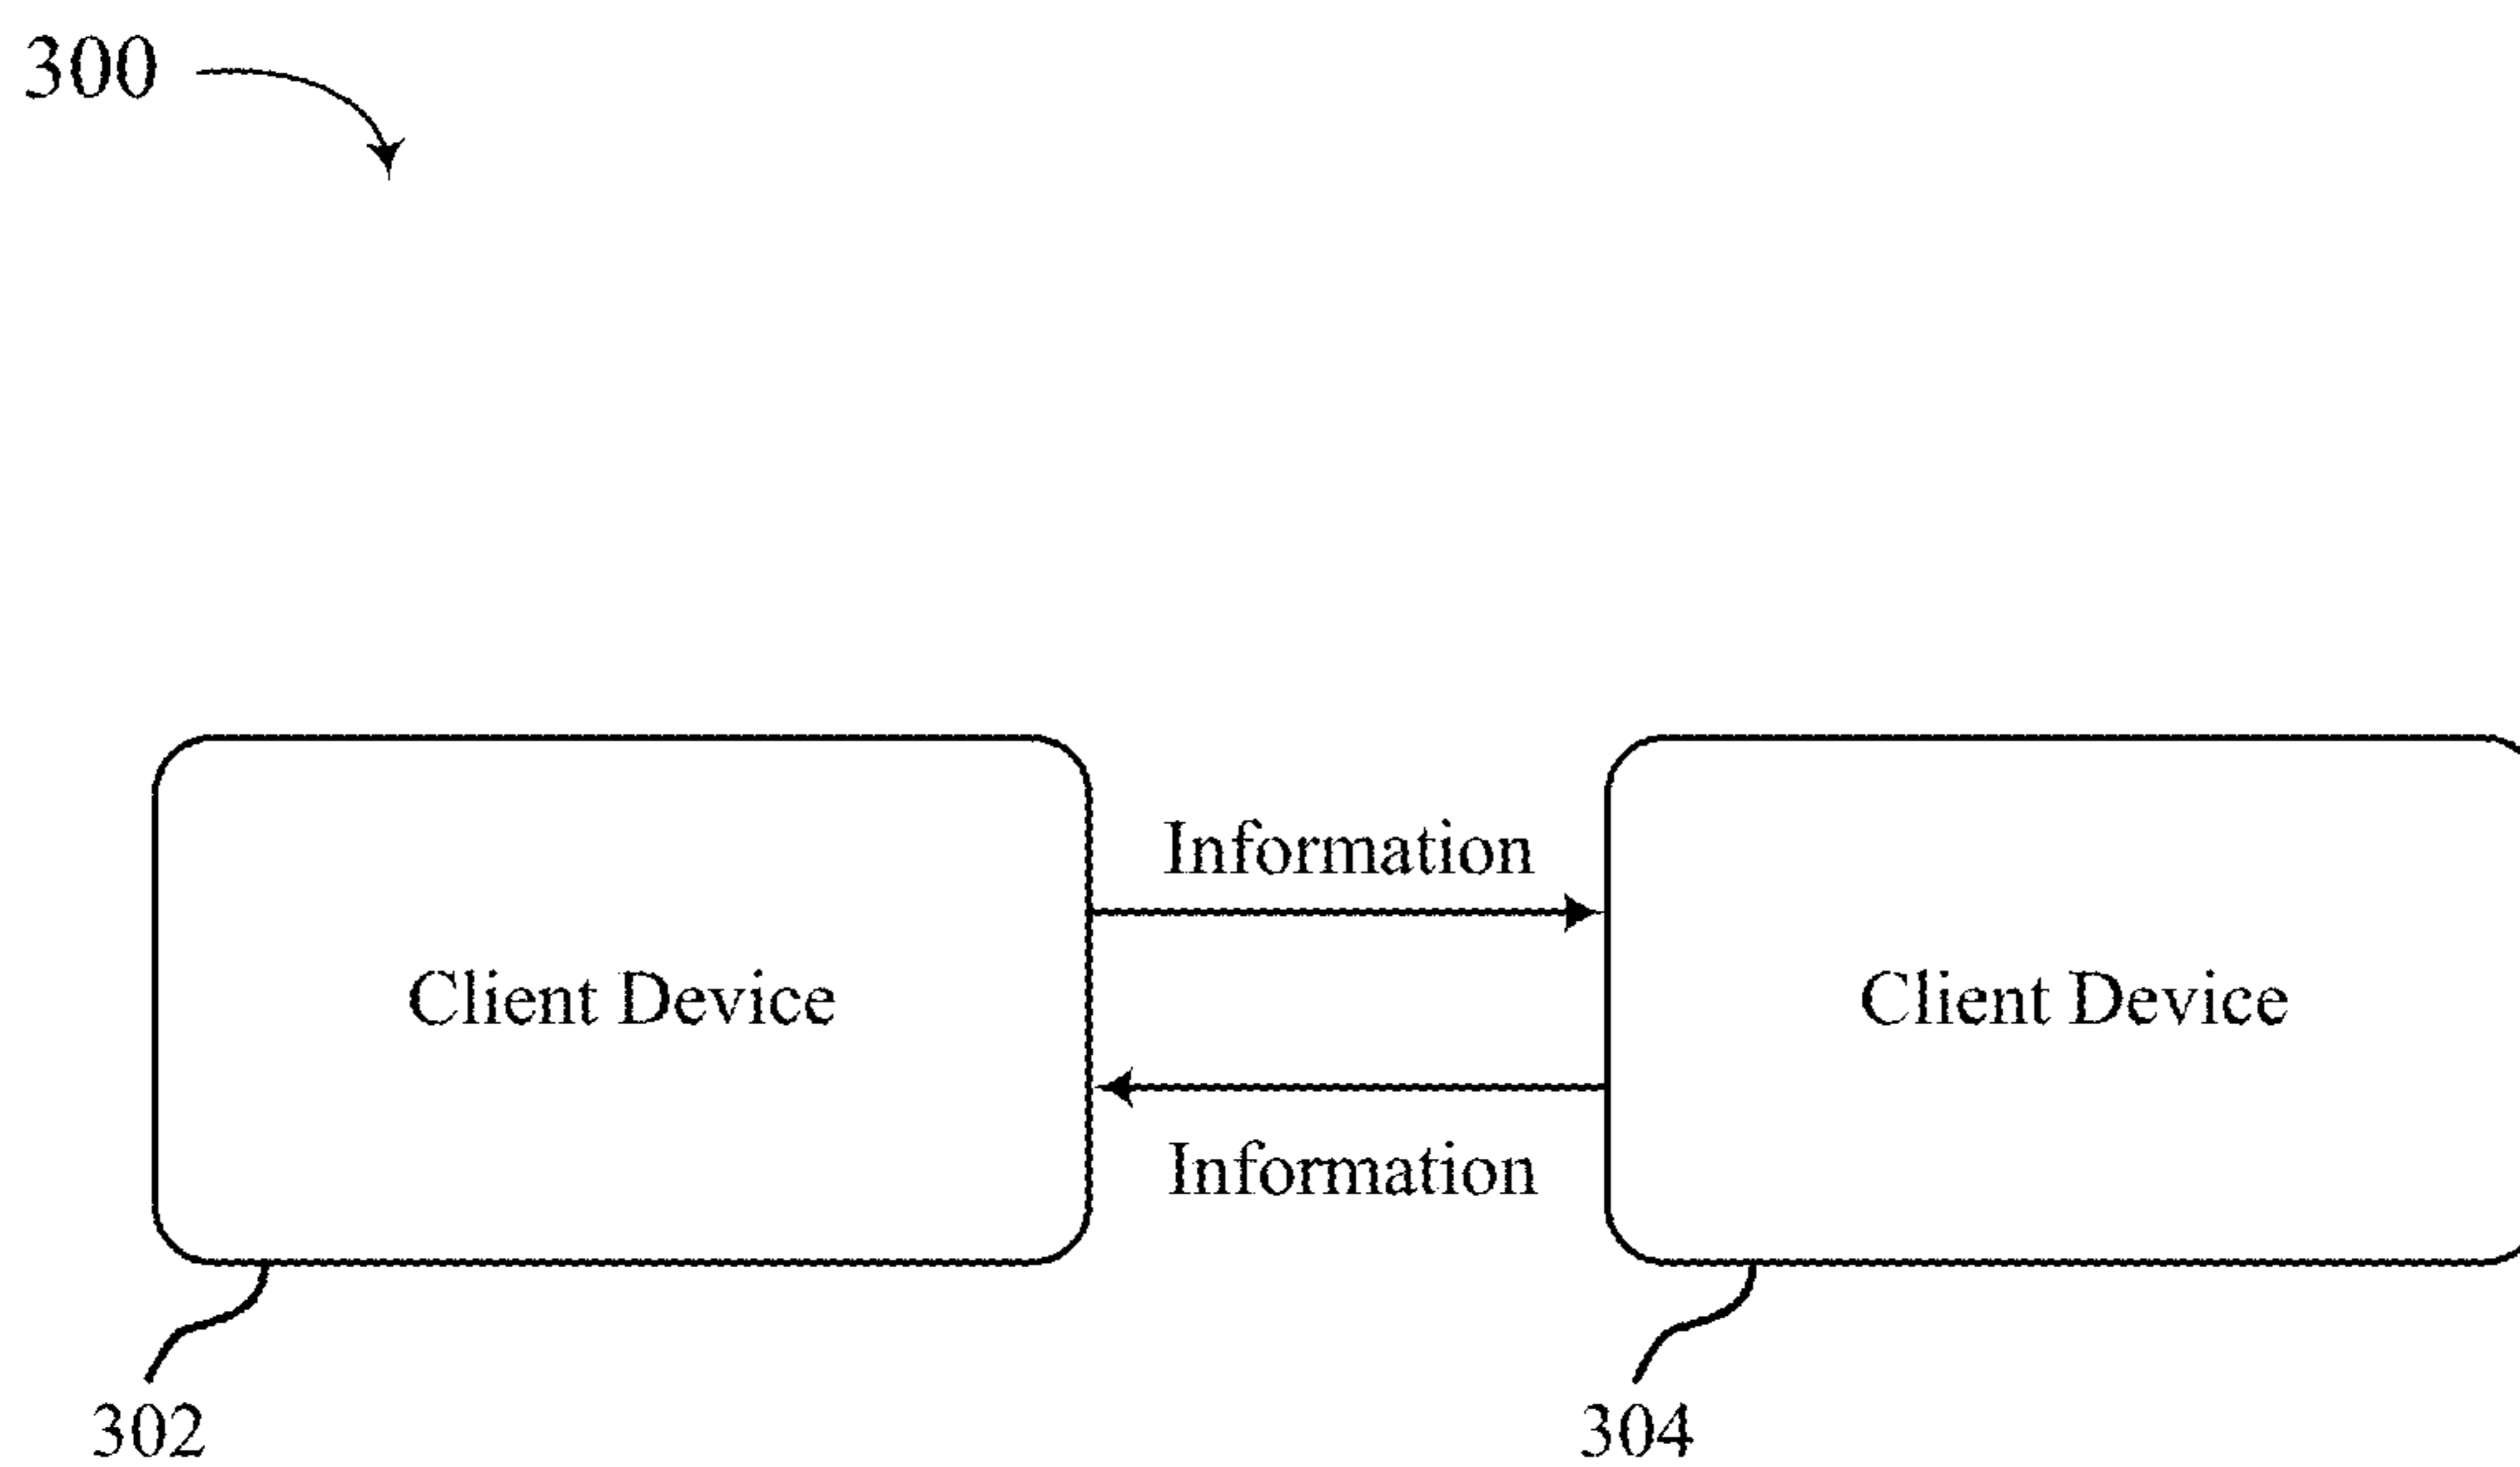 300
Information
Client Device
Client Device
Information
302
304